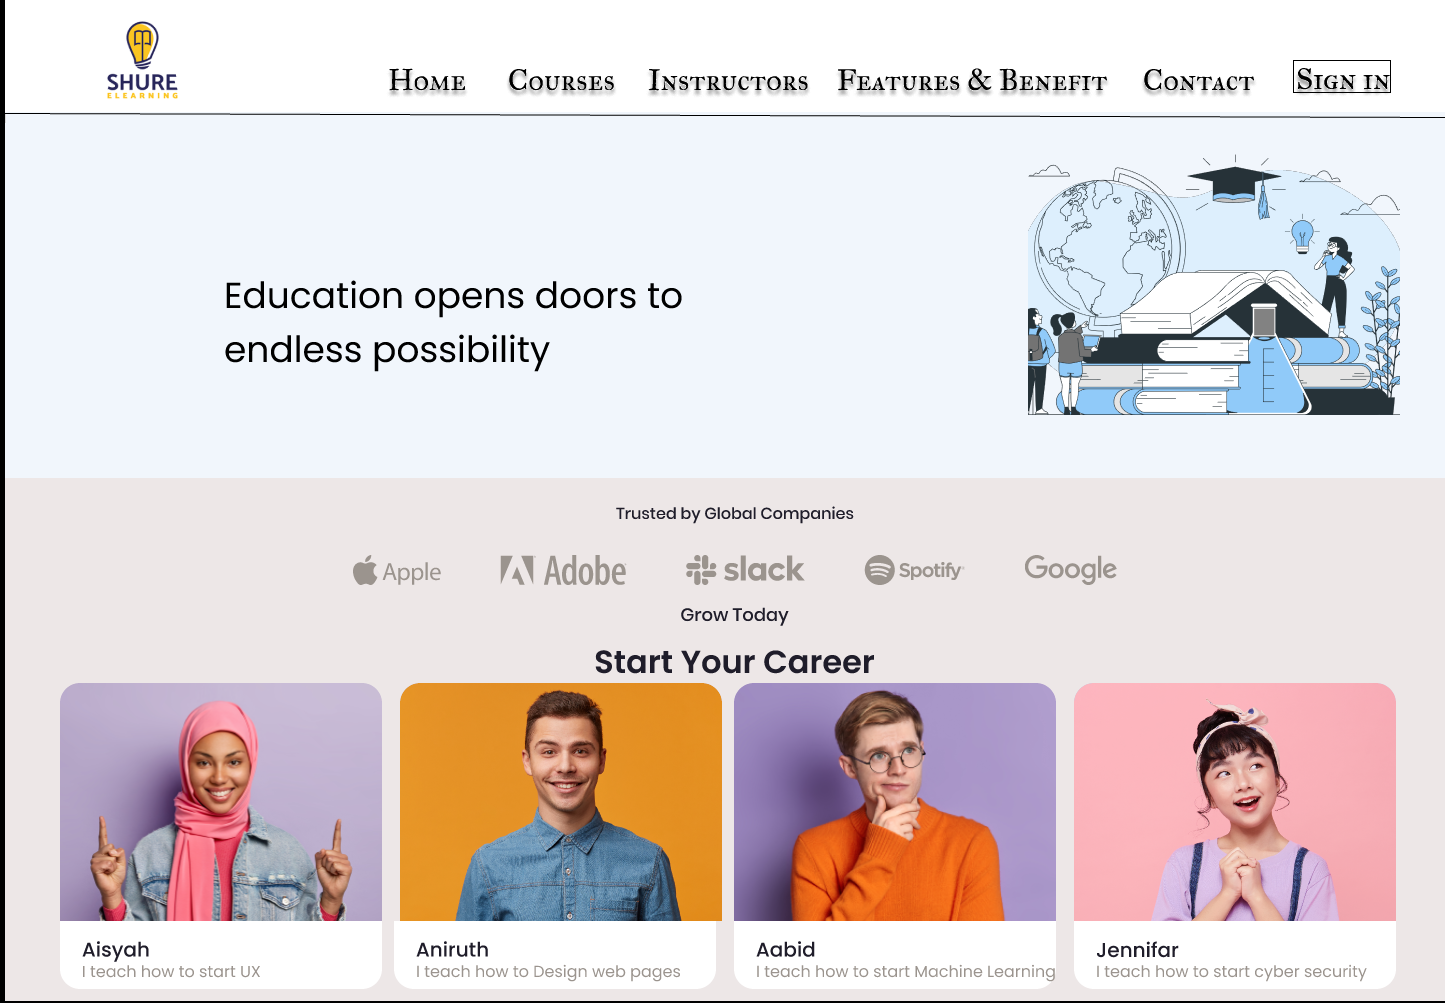 SHURE
ELEARNING
Home Courses Instructors Features & Benefit Contact Sign in
Education opens doors to
endless possibility
Trusted by Global Companies
Apple Adobe slack Spotify Google
Grow Today
Start Your Career
Aisyah
I teach how to start UX
Aniruth
I teach how to Design web pages
Aabid
I teach how to start Machine Learning
Jennifar
I teach how to start cyber security